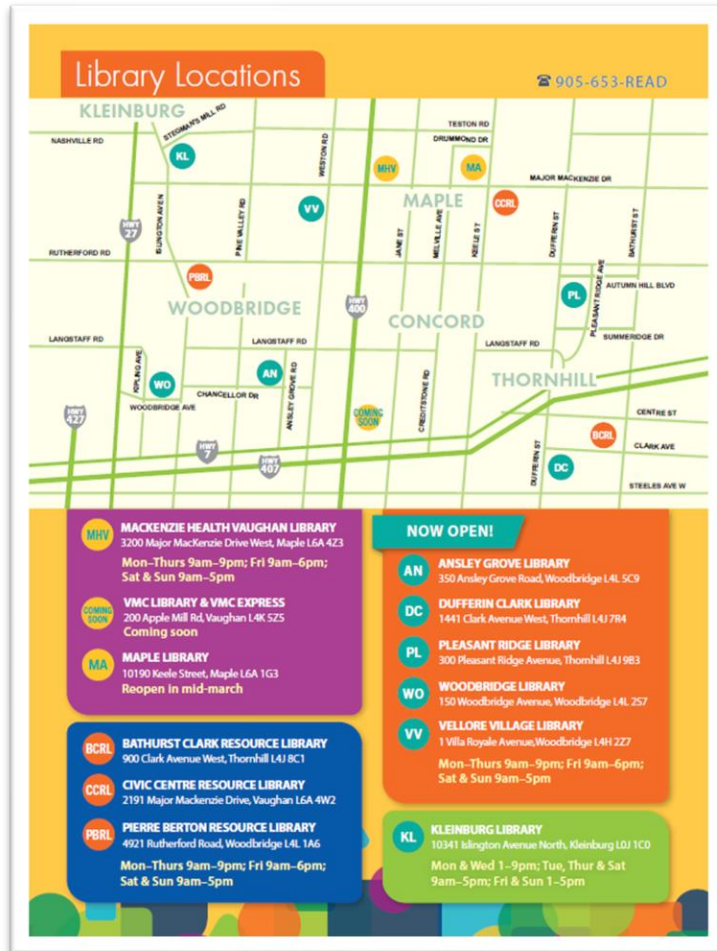 Library Locations
☎ 905-653-READ
KLEINBURG
STEGMAN'S MILL RD
NASHVILLE RD
KL
WESTON RD
TESTON RD
DRUMMOND DR
MHV
MA
MAJOR MACKENZIE DR
ISLINGTON AVE N
PINE VALLEY RD
VV
MAPLE
CCRL
JANE ST
MELVILLE AVE
KEELE ST
DUFFERIN ST
BATHURST ST
HWY
27
RUTHERFORD RD
PBRL
HWY
400
PL
PLEASANT RIDGE AVE
AUTUMN HILL BLVD
WOODBRIDGE
CONCORD
SUMMERIDGE DR
LANGSTAFF RD
LANGSTAFF RD
LANGSTAFF RD
KIPLING AVE
WO
AN
THORNHILL
CHANCELLOR DR
WOODBRIDGE AVE
ANSLEY GROVE RD
CREDITSTONE RD
HWY
427
COMING
SOON
CENTRE ST
BCRL
CLARK AVE
HWY
7
HWY
407
DUFFERIN ST
DC
STEELES AVE W
MHV
MACKENZIE HEALTH VAUGHAN LIBRARY
3200 Major MacKenzie Drive West, Maple L6A 4Z3
Mon–Thurs 9am–9pm; Fri 9am–6pm;
Sat & Sun 9am–5pm
COMING
SOON
VMC LIBRARY & VMC EXPRESS
200 Apple Mill Rd, Vaughan L4K 5Z5
Coming soon
MA
MAPLE LIBRARY
10190 Keele Street, Maple L6A 1G3
Reopen in mid-march
BCRL
BATHURST CLARK RESOURCE LIBRARY
900 Clark Avenue West, Thornhill L4J 8C1
CCRL
CIVIC CENTRE RESOURCE LIBRARY
2191 Major Mackenzie Drive, Vaughan L6A 4W2
PBRL
PIERRE BERTON RESOURCE LIBRARY
4921 Rutherford Road, Woodbridge L4L 1A6
Mon–Thurs 9am–9pm; Fri 9am–6pm;
Sat & Sun 9am–5pm
NOW OPEN!
AN
ANSLEY GROVE LIBRARY
350 Ansley Grove Road, Woodbridge L4L 5C9
DC
DUFFERIN CLARK LIBRARY
1441 Clark Avenue West, Thornhill L4J 7R4
PL
PLEASANT RIDGE LIBRARY
300 Pleasant Ridge Avenue, Thornhill L4J 9B3
WO
WOODBRIDGE LIBRARY
150 Woodbridge Avenue, Woodbridge L4L 2S7
VV
VELLORE VILLAGE LIBRARY
1 Villa Royale Avenue,Woodbridge L4H 2Z7
Mon–Thurs 9am–9pm; Fri 9am–6pm;
Sat & Sun 9am–5pm
KL
KLEINBURG LIBRARY
10341 Islington Avenue North, Kleinburg L0J 1C0
Mon & Wed 1–9pm; Tue, Thur & Sat
9am–5pm; Fri & Sun 1–5pm